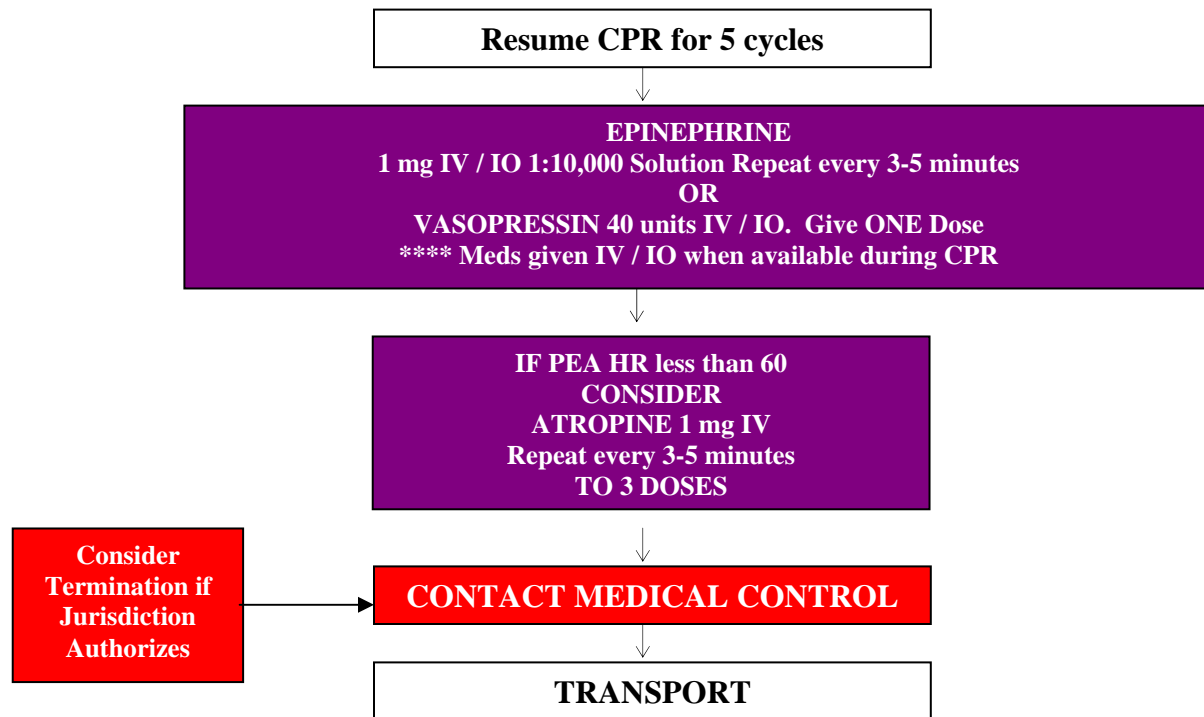 Resume CPR for 5 cycles
EPINEPHRINE
1 mg IV / IO 1:10,000 Solution Repeat every 3-5 minutes
OR
VASOPRESSIN 40 units IV / IO.  Give ONE Dose
**** Meds given IV / IO when available during CPR
IF PEA HR less than 60
CONSIDER
ATROPINE 1 mg IV
Repeat every 3-5 minutes
TO 3 DOSES
Consider
Termination if
Jurisdiction
Authorizes
CONTACT MEDICAL CONTROL
TRANSPORT